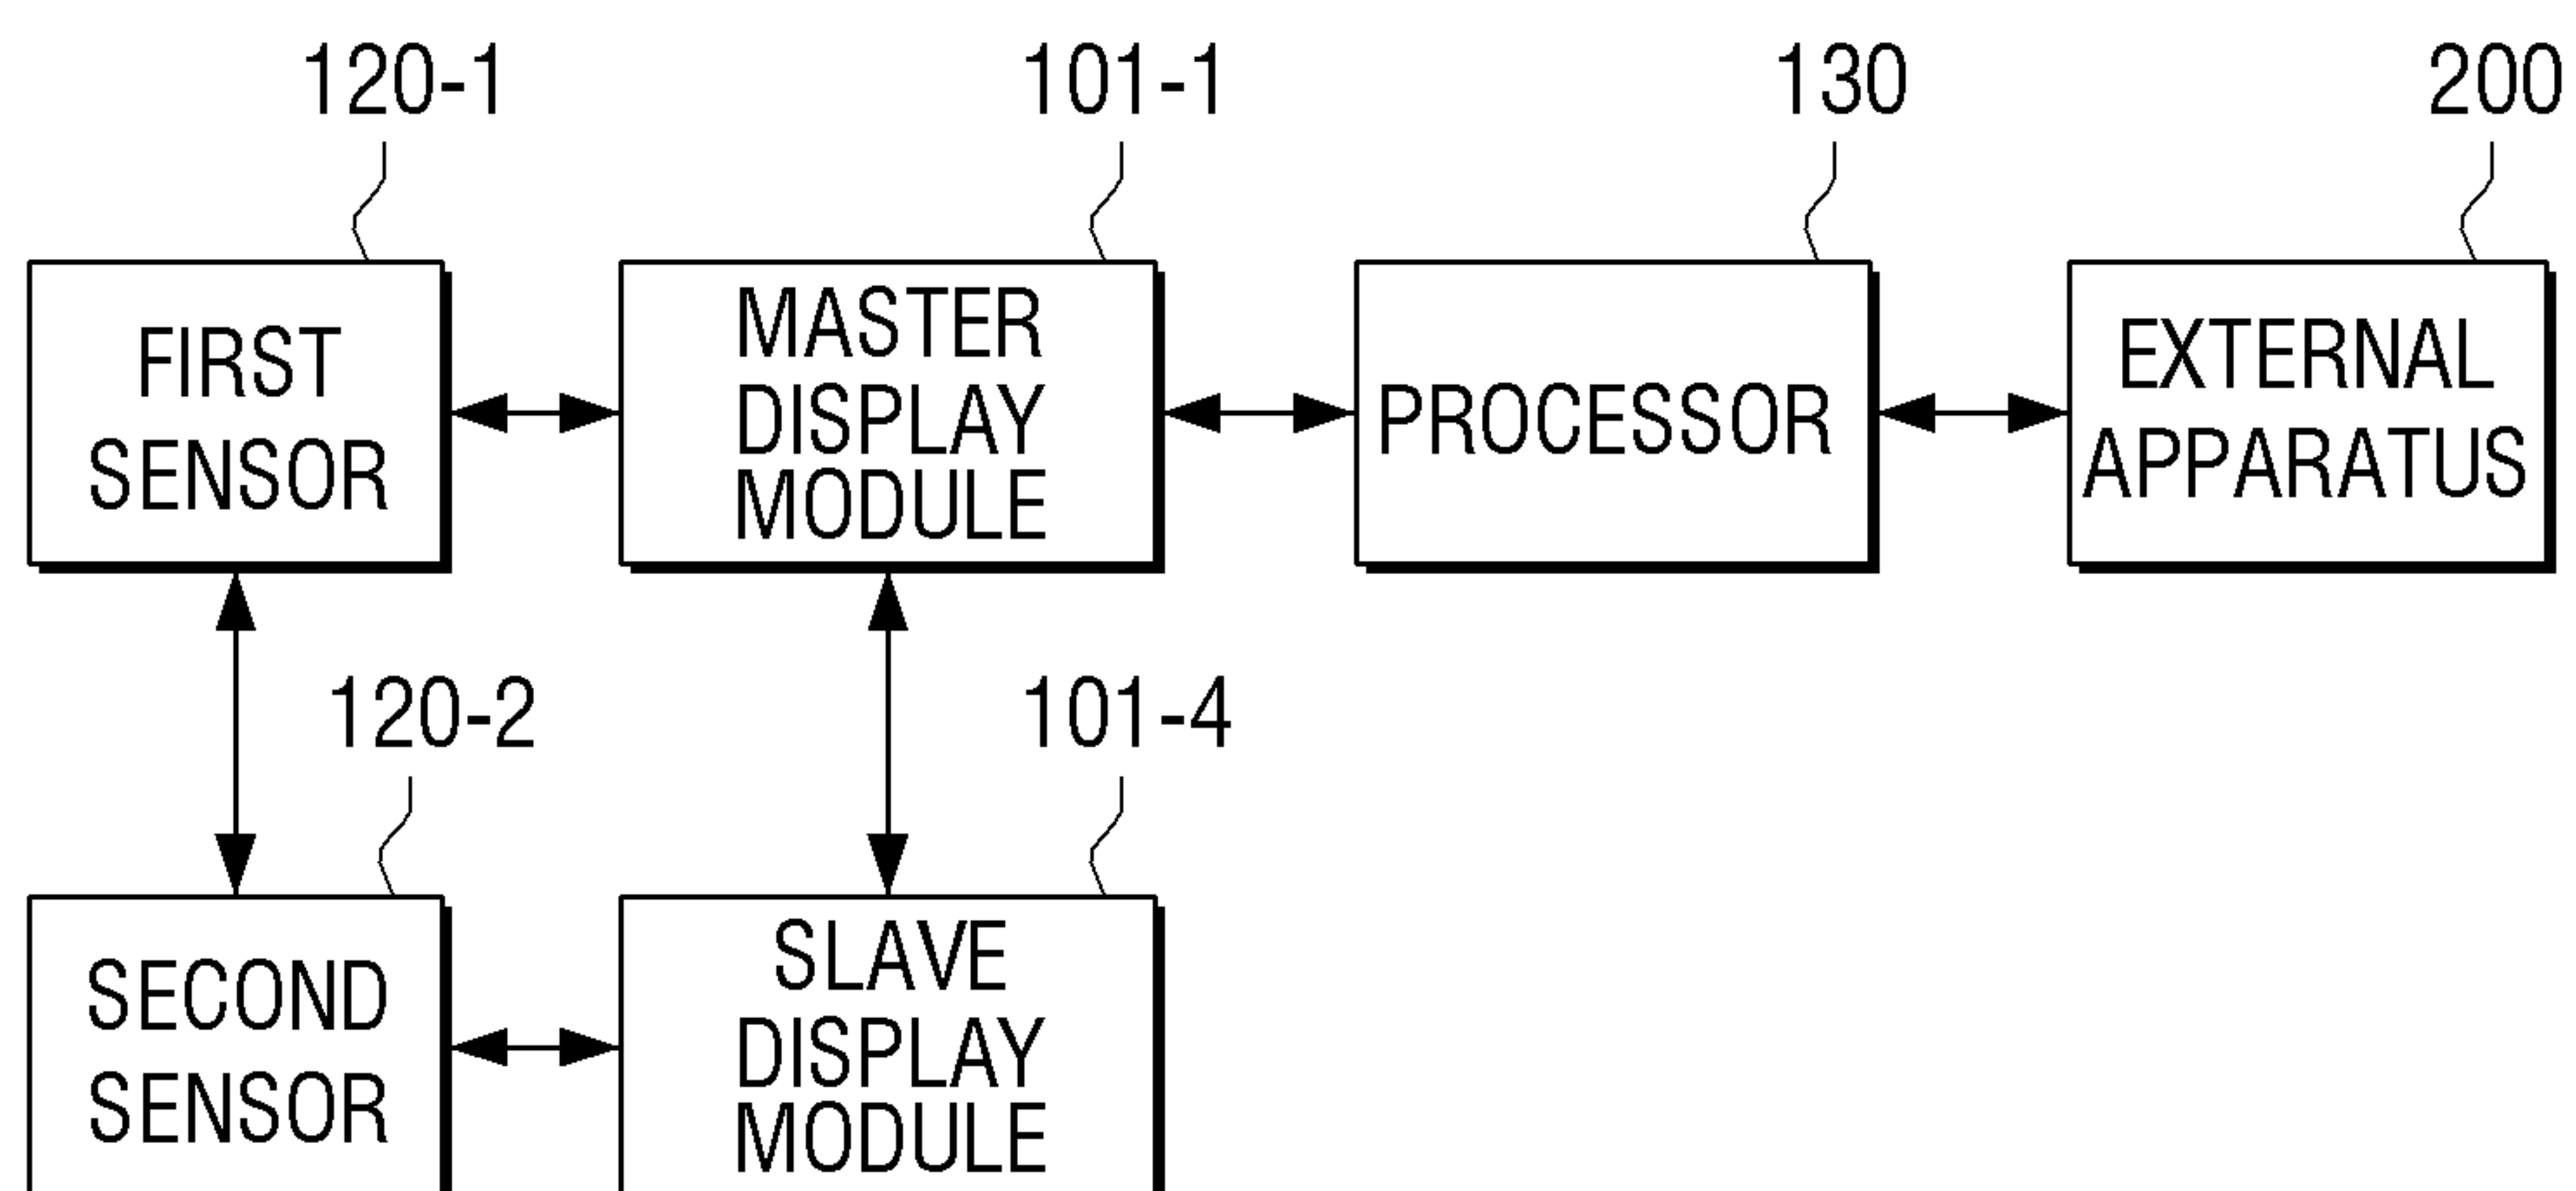 120-1
101-1
130
200
FIRST
SENSOR
MASTER
DISPLAY
MODULE
PROCESSOR
EXTERNAL
APPARATUS
120-2
101-4
SECOND
SENSOR
SLAVE
DISPLAY
MODULE